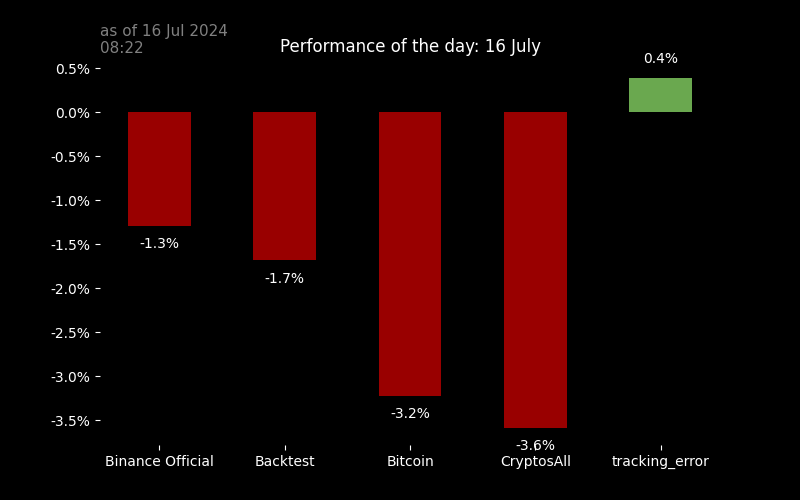 as of 16 Jul 2024
08:22
Performance of the day: 16 July
0.5%
0.4%
0.0%
-0.5%
-1.0%
-1.5%
-1.3%
-2.0%
-1.7%
-2.5%
-3.0%
-3.5%
-3.2%
-3.6%
Binance Official
Backtest
Bitcoin
CryptosAll
tracking_error